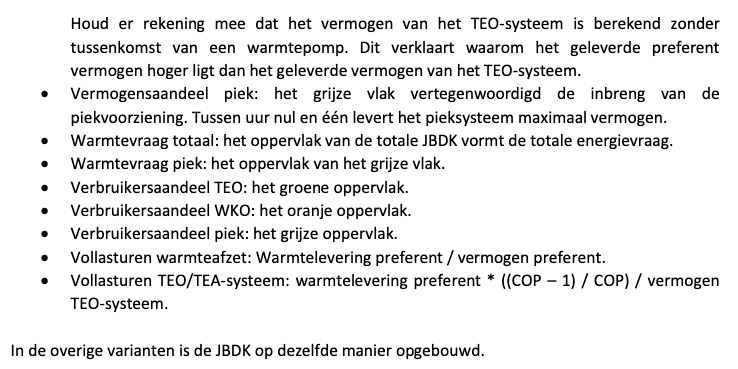 Houd er rekening mee dat het vermogen van het TEO-systeem is berekend zonder
tussenkomst van een warmtepomp. Dit verklaart waarom het geleverde preferent
vermogen hoger ligt dan het geleverde vermogen van het TEO-systeem.
• Vermogensaandeel piek: het grijze vlak vertegenwoordigd de inbreng van de
piekvoorziening. Tussen uur nul en één levert het pieksysteem maximaal vermogen.
• Warmtevraag totaal: het oppervlak van de totale JBDK vormt de totale energievraag.
• Warmtevraag piek: het oppervlak van het grijze vlak.
• Verbruikersaandeel TEO: het groene oppervlak.
• Verbruikersaandeel WKO: het oranje oppervlak.
• Verbruikersaandeel piek: het grijze oppervlak.
• Vollasturen warmteafzet: Warmtelevering preferent / vermogen preferent.
• Vollasturen TEO/TEA-systeem: warmtelevering preferent * ((COP – 1) / COP) / vermogen
TEO-systeem.
In de overige varianten is de JBDK op dezelfde manier opgebouwd.